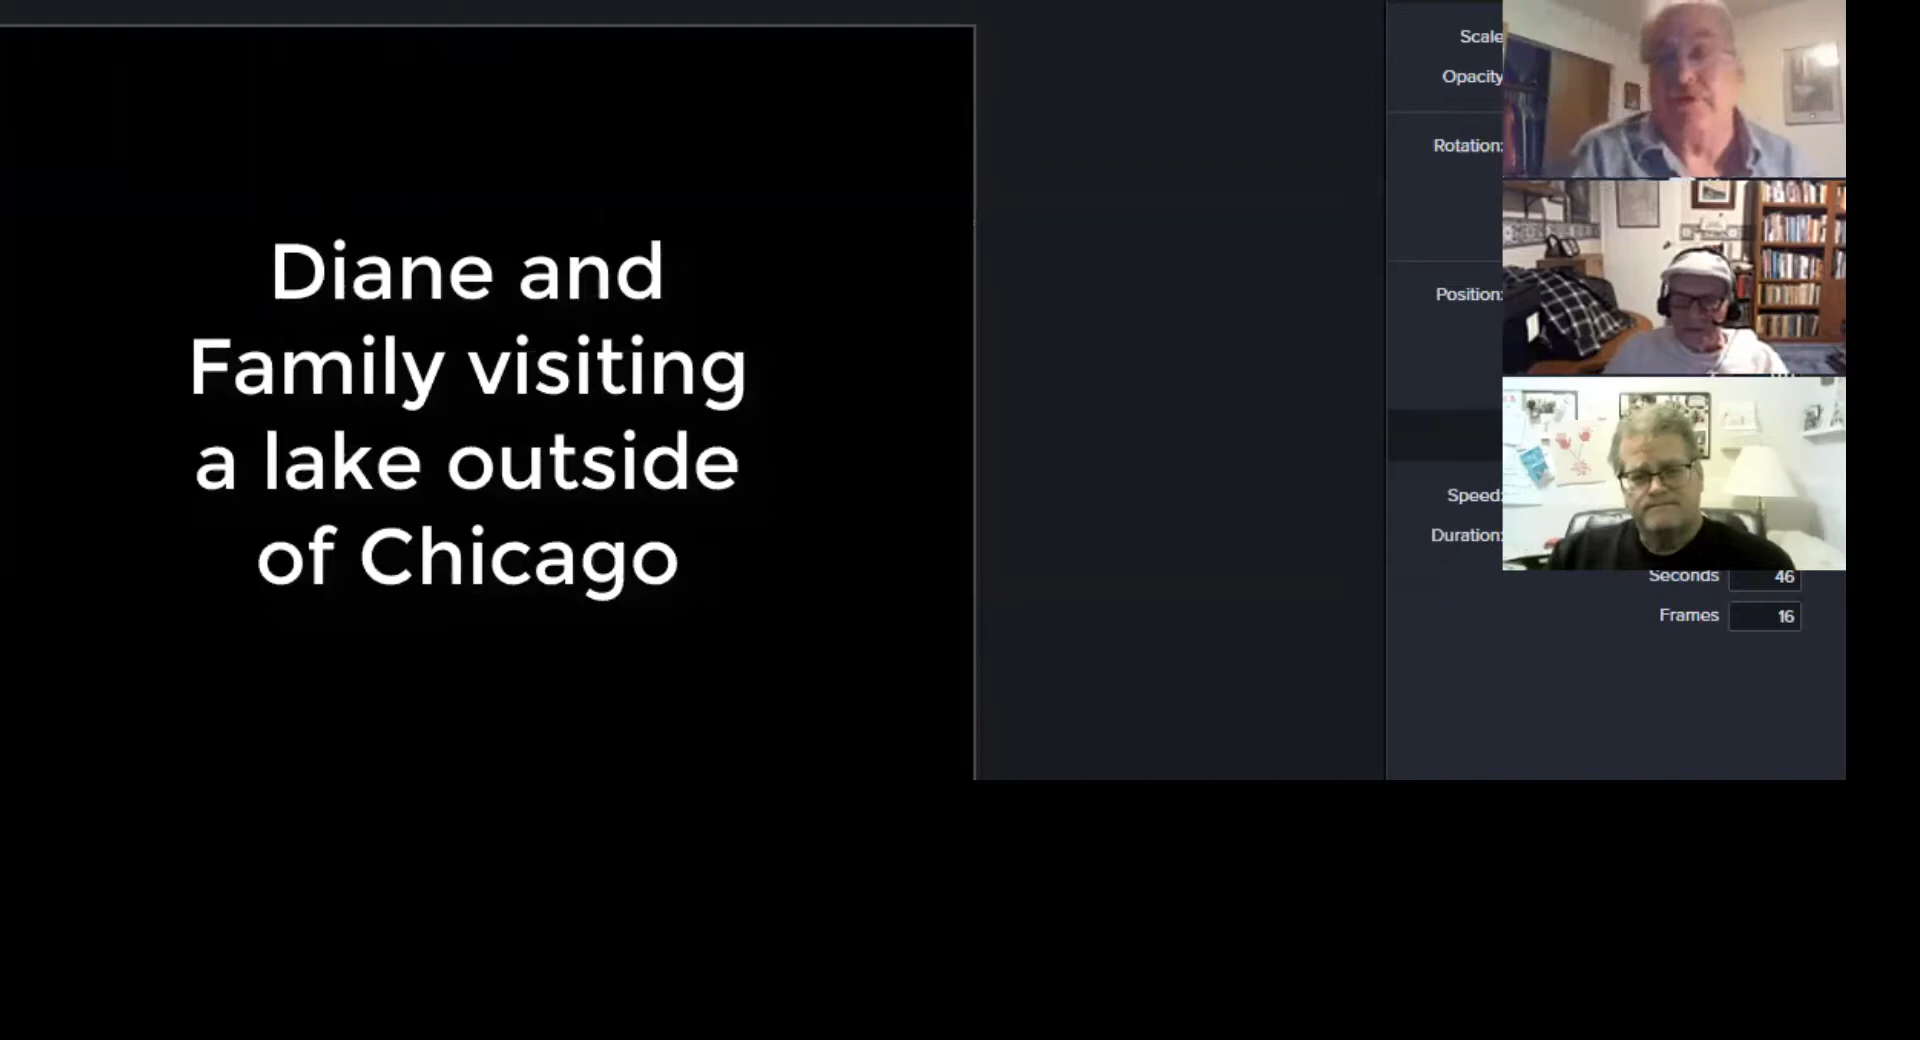 Diane and
Family visiting
a lake outside
of Chicago
Scale
Opacity
Rotation:
Position:
Speed:
Duration:
Seconds 46
Frames 16